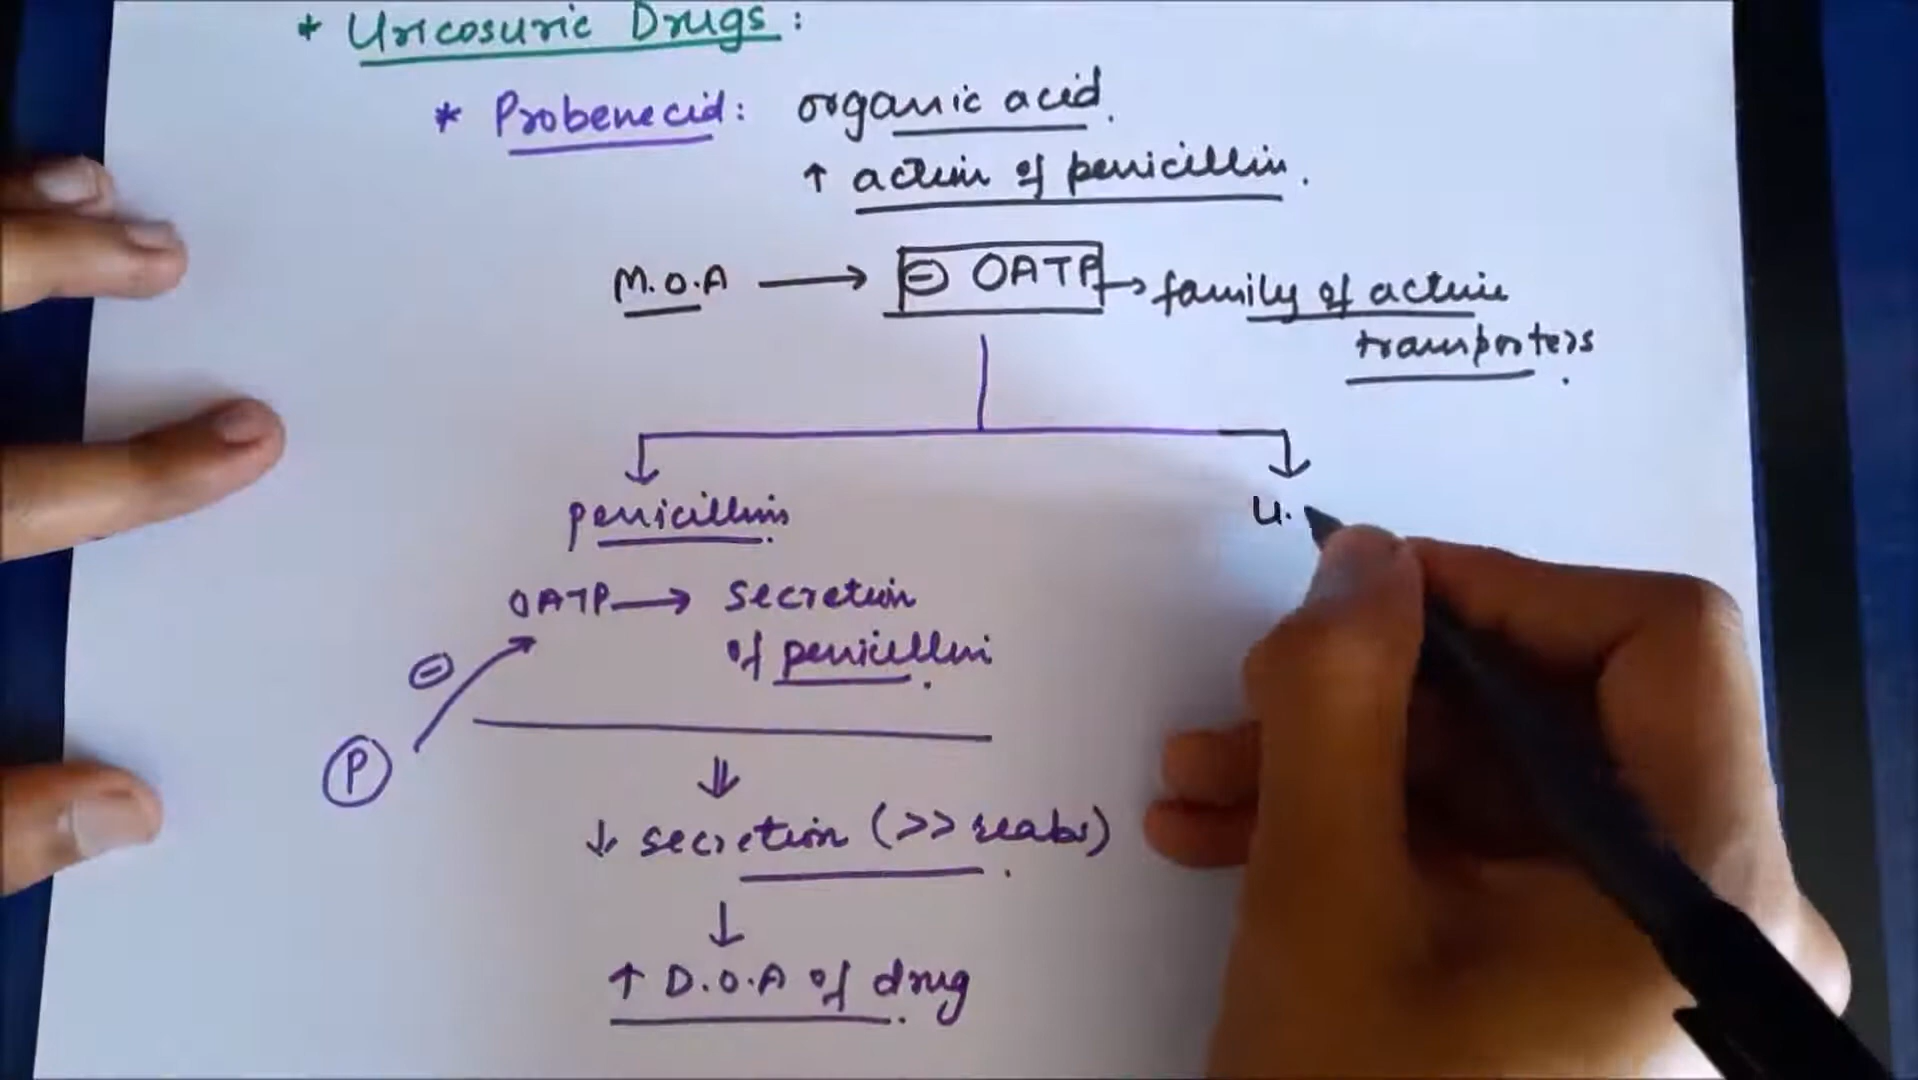 * Uricosuric Drugs :
* Probenecid : organic acid.
↑ action of penicillin.
M.O.A → ⊖ OATP → family of active
transporters.
penicillins.
U.
OATP → secretion
of penicillin.
⊖
P
⇓
↓ secretion (>> reabs).
↓
↑ D.O.A of drug.